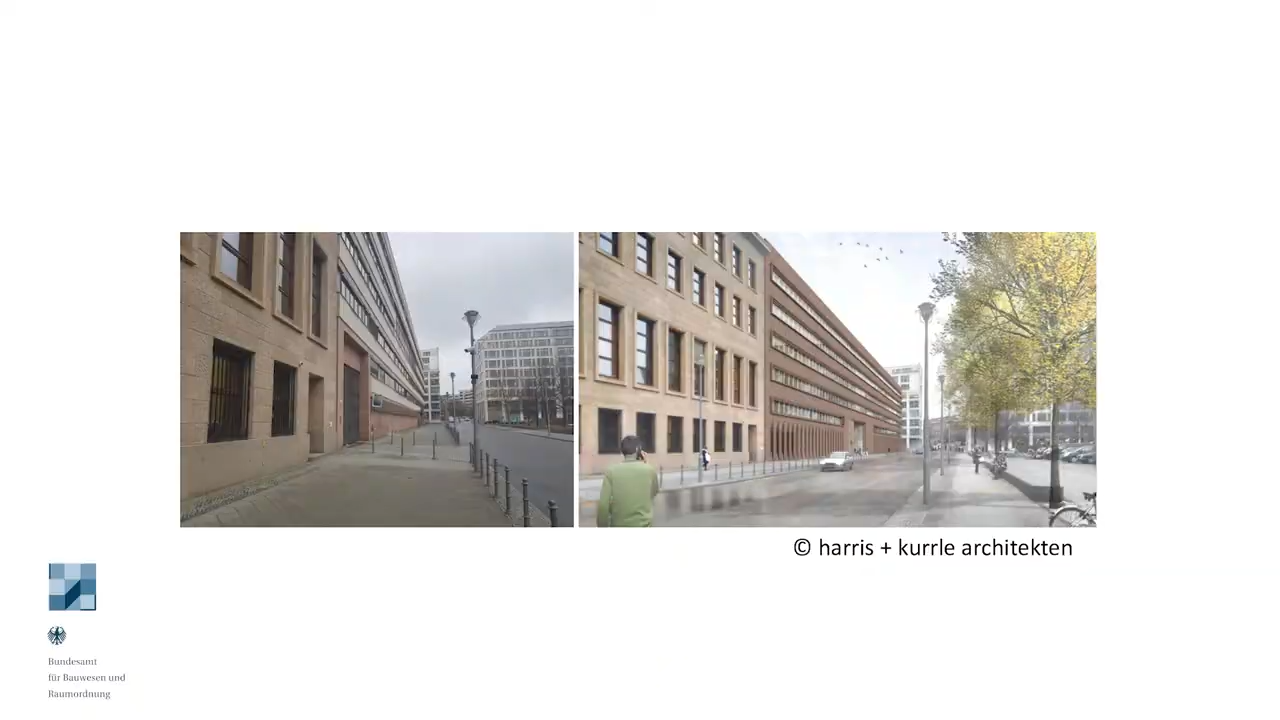 © harris + kurrle architekten
Bundesamt
für Bauwesen und
Raumordnung